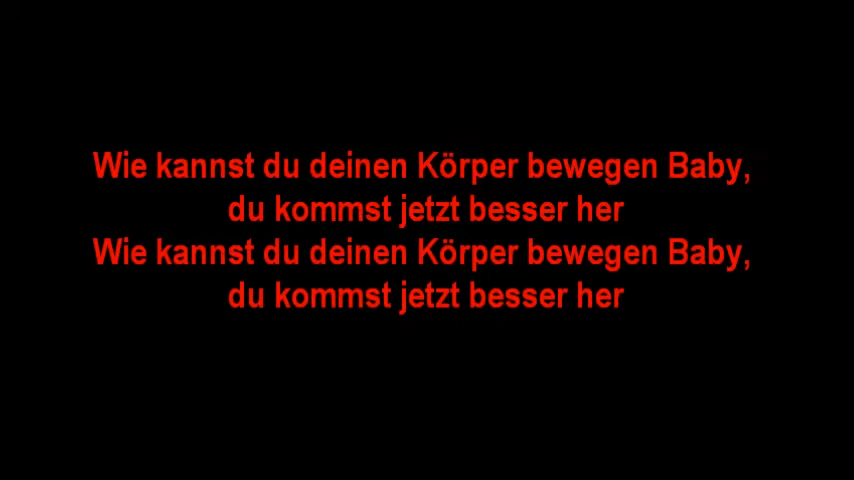 Wie kannst du deinen Körper bewegen Baby,
du kommst jetzt besser her
Wie kannst du deinen Körper bewegen Baby,
du kommst jetzt besser her